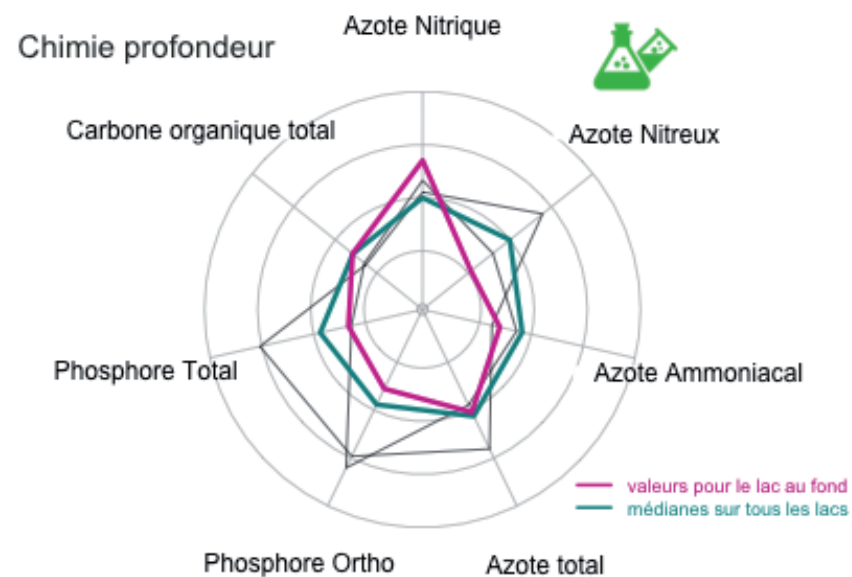 Azote Nitrique
Chimie profondeur
Carbone organique total
Azote Nitreux
Phosphore Total
Azote Ammoniacal
valeurs pour le lac au fond
médianes sur tous les lacs
Phosphore Ortho
Azote total